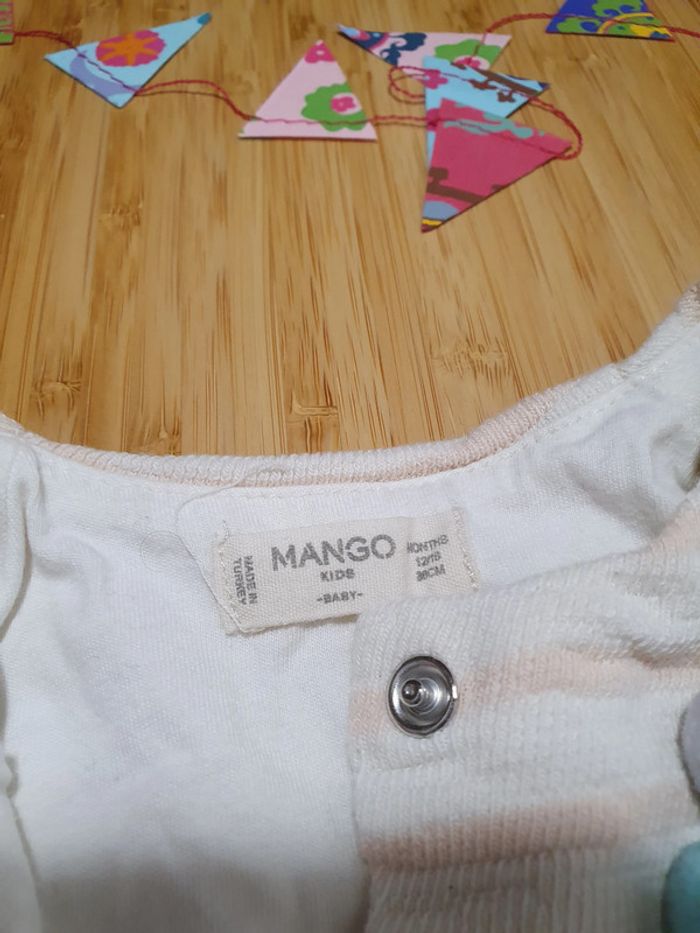 MADE IN
TURKEY
MANGO
KIDS
-BABY-
MONTHS
12/18
86CM